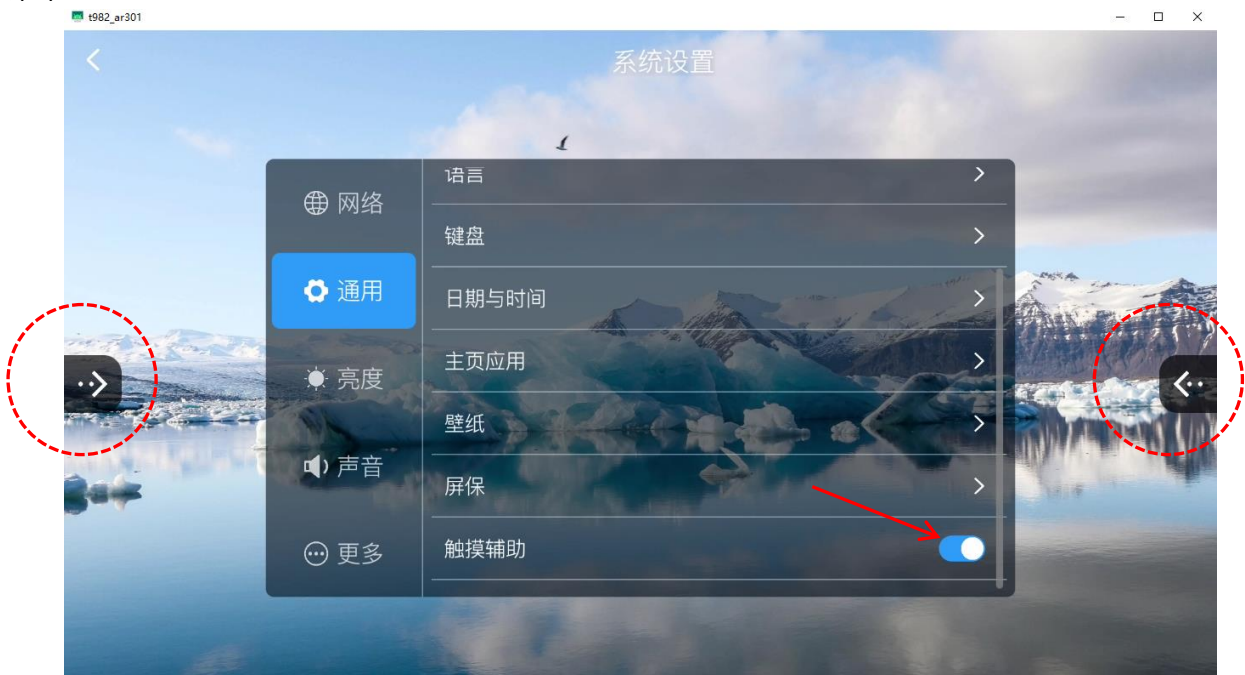 t982_ar301
系统设置
网络
通用
亮度
声音
更多
语言
键盘
日期与时间
主页应用
壁纸
屏保
触摸辅助